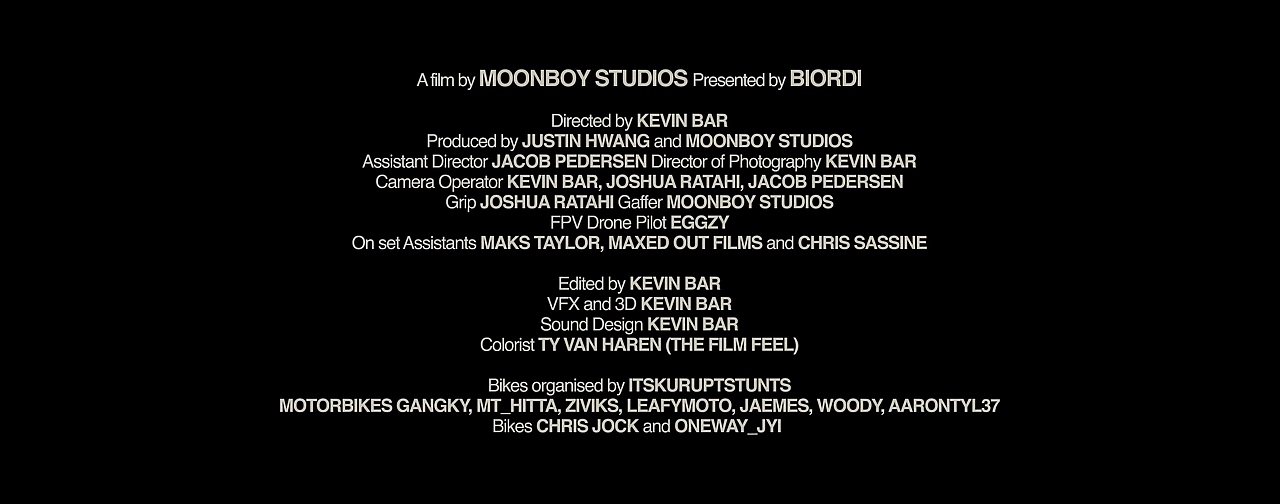 A film by MOONBOY STUDIOS Presented by BIORDI
Directed by KEVIN BAR
Produced by JUSTIN HWANG and MOONBOY STUDIOS
Assistant Director JACOB PEDERSEN Director of Photography KEVIN BAR
Camera Operator KEVIN BAR, JOSHUA RATAHI, JACOB PEDERSEN
Grip JOSHUA RATAHI Gaffer MOONBOY STUDIOS
FPV Drone Pilot EGGZY
On set Assistants MAKS TAYLOR, MAXED OUT FILMS and CHRIS SASSINE
Edited by KEVIN BAR
VFX and 3D KEVIN BAR
Sound Design KEVIN BAR
Colorist TY VAN HAREN (THE FILM FEEL)
Bikes organised by ITSKURUPTSTUNTS
MOTORBIKES GANGKY, MT_HITTA, ZIVIKS, LEAFYMOTO, JAEMES, WOODY, AARONTYL37
Bikes CHRIS JOCK and ONEWAY_JYI